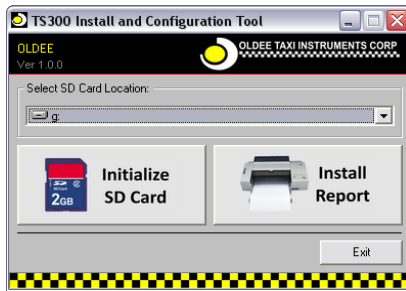 TS300 Install and Configuration Tool
OLDEE
OLDEE TAXI INSTRUMENTS CORP
Ver 1.0.0
Select SD Card Location:
g:
Initialize
SD Card
SD
2GB
Install
Report
Exit